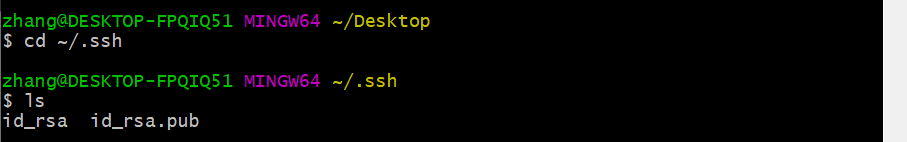 zhang@DESKTOP-FPQIQ51 MINGW64 ~/Desktop
$ cd ~/.ssh
zhang@DESKTOP-FPQIQ51 MINGW64 ~/.ssh
$ ls
id_rsa  id_rsa.pub